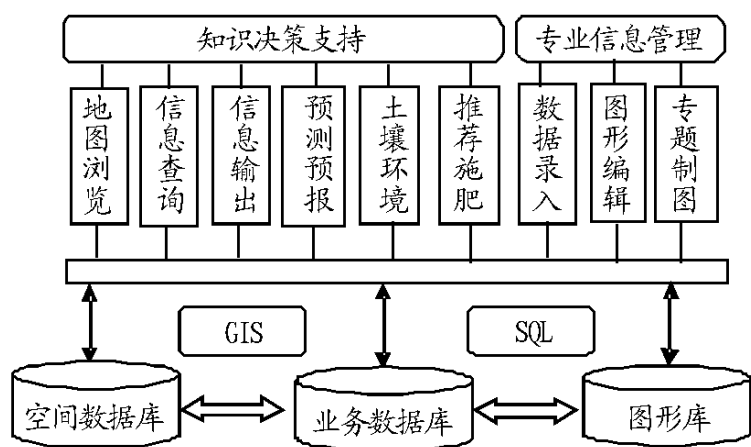 知识决策支持
专业信息管理
地图浏览
信息查询
信息输出
预测预报
土壤环境
推荐施肥
数据录入
图形编辑
专题制图
GIS
SQL
空间数据库
业务数据库
图形库